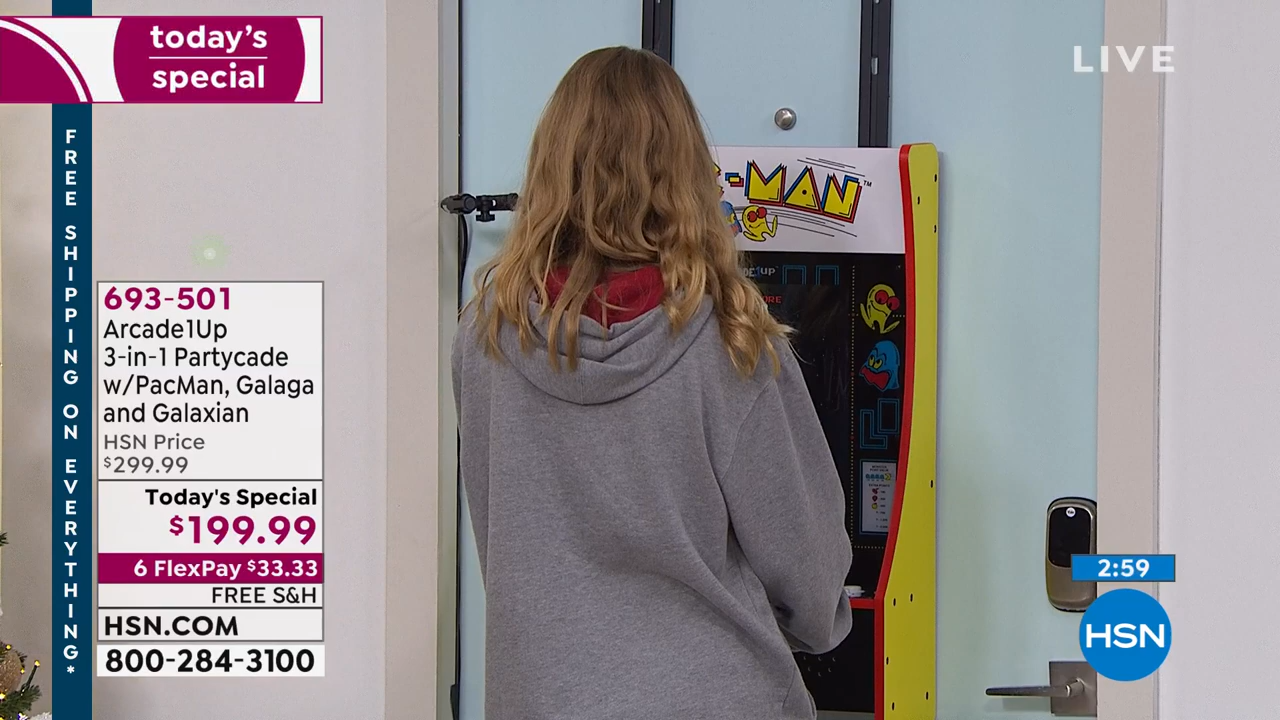 today's
special
LIVE
FREE SHIPPING ON EVERYTHING*
693-501
Arcade1Up
3-in-1 Partycade
w/PacMan, Galaga
and Galaxian
HSN Price
$299.99
Today's Special
$199.99
6 FlexPay $33.33
FREE S&H
HSN.COM
800-284-3100
-MAN™
2:59
HSN